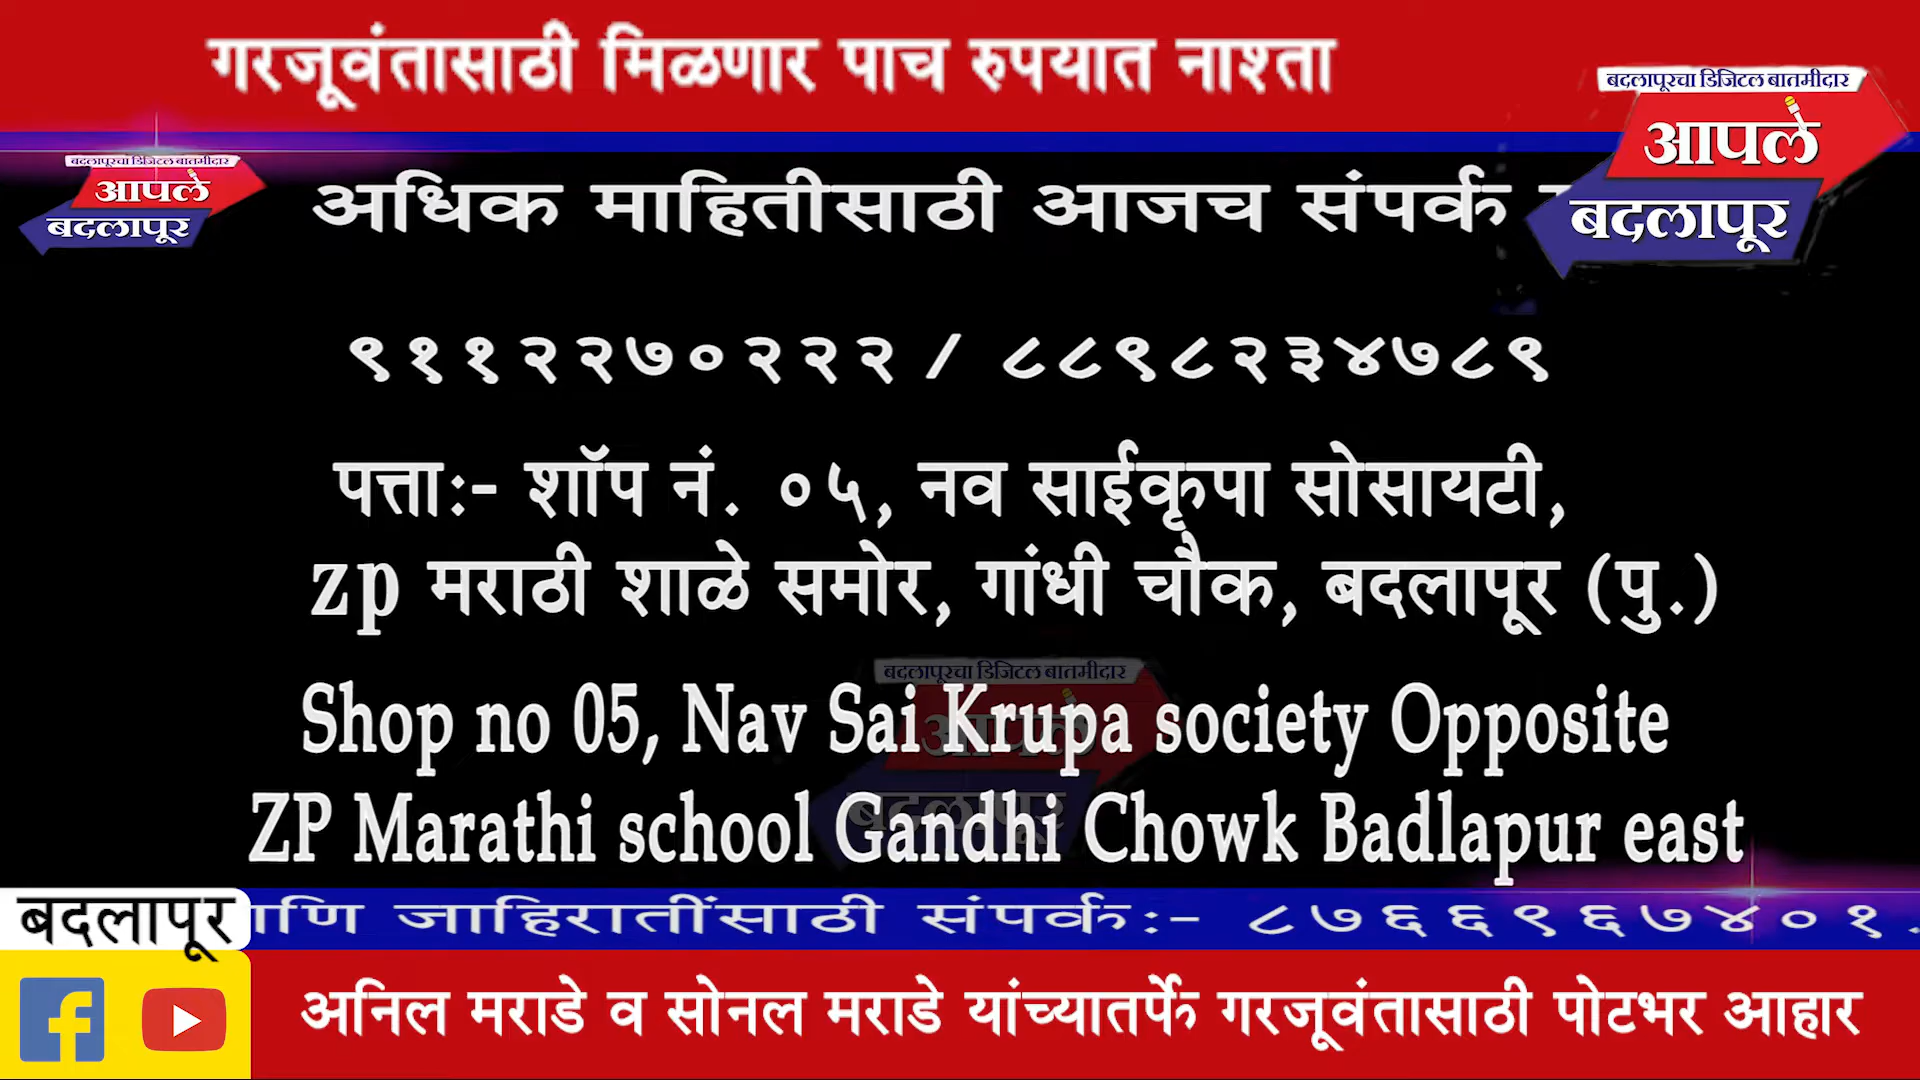 गरजूवंतासाठी मिळणार पाच रुपयात नाश्ता
बदलापूरचा डिजिटल बातमीदार
आपले
बदलापूर
बदलापूरचा डिजिटल बातमीदार
आपले
बदलापूर
अधिक माहितीसाठी आजच संपर्क
९११२२७०२२२ / ८८९८२३४७८९
पत्ताः- शॉप नं. ०५, नव साईकृपा सोसायटी,
zp मराठी शाळे समोर, गांधी चौक, बदलापूर (पु.)
बदलापूरचा डिजिटल बातमीदार
आपले
बदलापूर
Shop no 05, Nav Sai Krupa society Opposite
ZP Marathi school Gandhi Chowk Badlapur east
बदलापूर
ाणि जाहिरातींसाठी संपर्कः- ८७६६९६७४०१.
अनिल मराडे व सोनल मराडे यांच्यातर्फे गरजूवंतासाठी पोटभर आहार